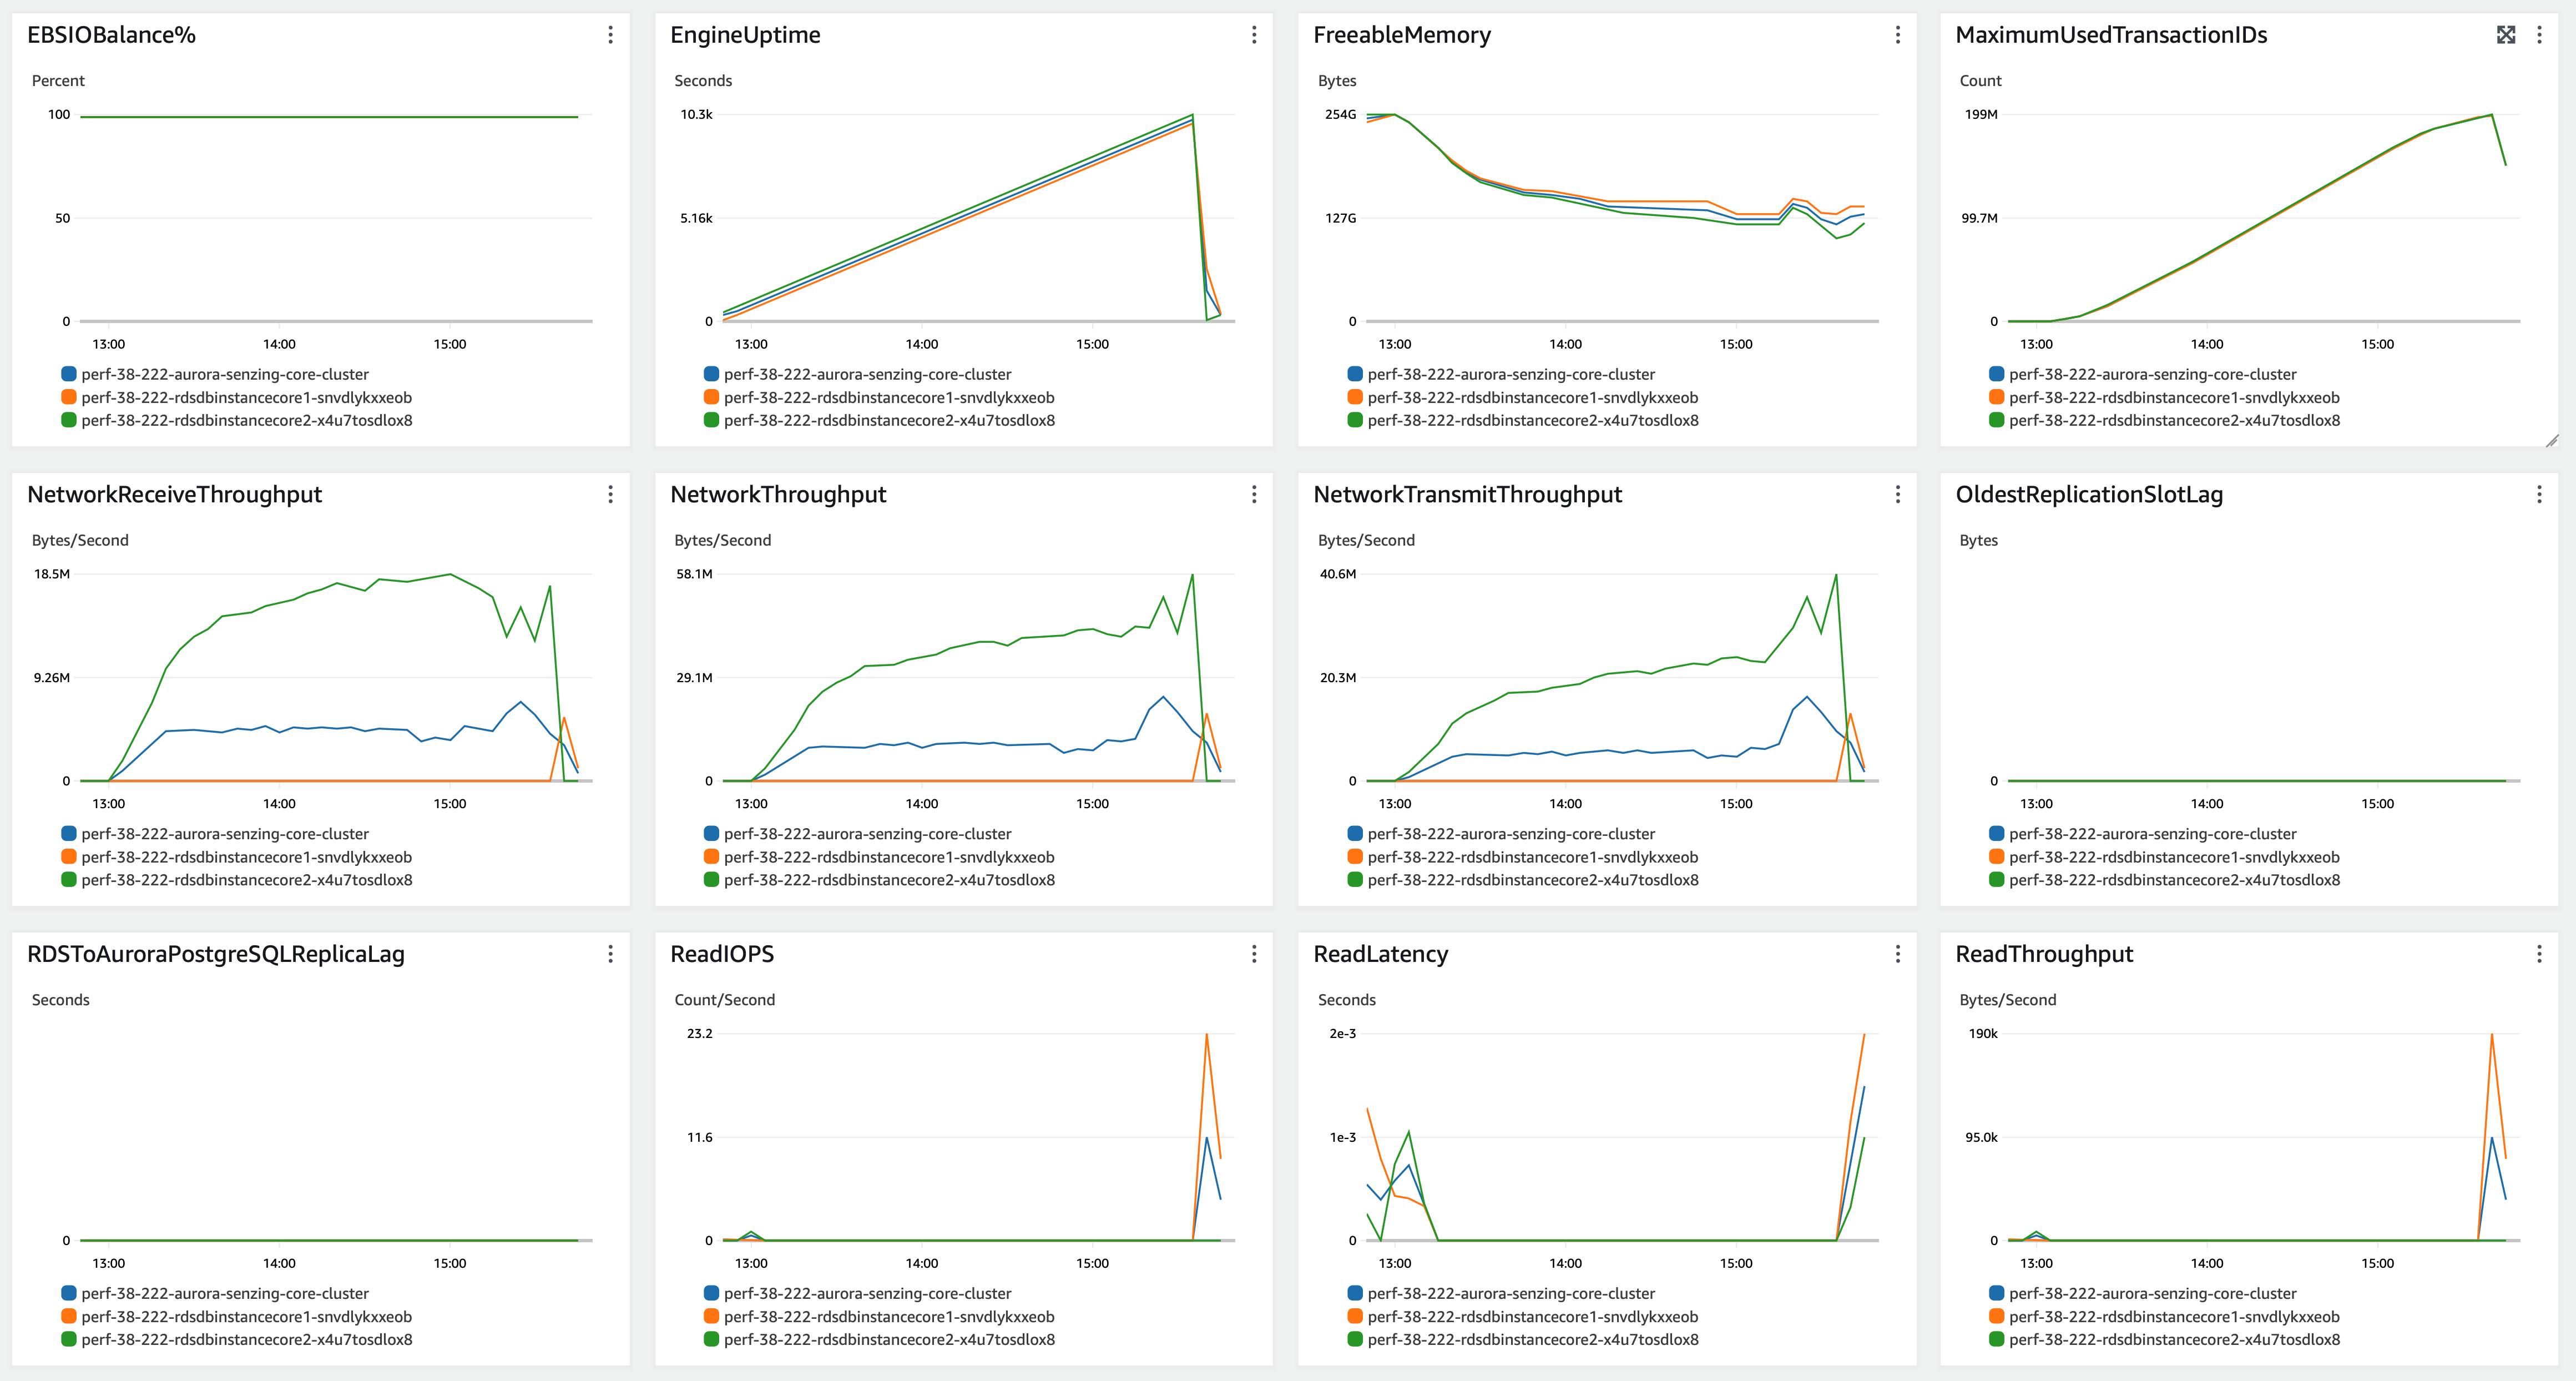 EBSIOBalance%
Percent
100
50
0
13:00 14:00 15:00
perf-38-222-aurora-senzing-core-cluster
perf-38-222-rdsdbinstancecore1-snvdlykxxeob
perf-38-222-rdsdbinstancecore2-x4u7tosdlox8
EngineUptime
Seconds
10.3k
5.16k
0
13:00 14:00 15:00
perf-38-222-aurora-senzing-core-cluster
perf-38-222-rdsdbinstancecore1-snvdlykxxeob
perf-38-222-rdsdbinstancecore2-x4u7tosdlox8
FreeableMemory
Bytes
254G
127G
0
13:00 14:00 15:00
perf-38-222-aurora-senzing-core-cluster
perf-38-222-rdsdbinstancecore1-snvdlykxxeob
perf-38-222-rdsdbinstancecore2-x4u7tosdlox8
MaximumUsedTransactionIDs
Count
199M
99.7M
0
13:00 14:00 15:00
perf-38-222-aurora-senzing-core-cluster
perf-38-222-rdsdbinstancecore1-snvdlykxxeob
perf-38-222-rdsdbinstancecore2-x4u7tosdlox8
NetworkReceiveThroughput
Bytes/Second
18.5M
9.26M
0
13:00 14:00 15:00
perf-38-222-aurora-senzing-core-cluster
perf-38-222-rdsdbinstancecore1-snvdlykxxeob
perf-38-222-rdsdbinstancecore2-x4u7tosdlox8
NetworkThroughput
Bytes/Second
58.1M
29.1M
0
13:00 14:00 15:00
perf-38-222-aurora-senzing-core-cluster
perf-38-222-rdsdbinstancecore1-snvdlykxxeob
perf-38-222-rdsdbinstancecore2-x4u7tosdlox8
NetworkTransmitThroughput
Bytes/Second
40.6M
20.3M
0
13:00 14:00 15:00
perf-38-222-aurora-senzing-core-cluster
perf-38-222-rdsdbinstancecore1-snvdlykxxeob
perf-38-222-rdsdbinstancecore2-x4u7tosdlox8
OldestReplicationSlotLag
Bytes
0
13:00 14:00 15:00
perf-38-222-aurora-senzing-core-cluster
perf-38-222-rdsdbinstancecore1-snvdlykxxeob
perf-38-222-rdsdbinstancecore2-x4u7tosdlox8
RDSToAuroraPostgreSQLReplicaLag
Seconds
0
13:00 14:00 15:00
perf-38-222-aurora-senzing-core-cluster
perf-38-222-rdsdbinstancecore1-snvdlykxxeob
perf-38-222-rdsdbinstancecore2-x4u7tosdlox8
ReadIOPS
Count/Second
23.2
11.6
0
13:00 14:00 15:00
perf-38-222-aurora-senzing-core-cluster
perf-38-222-rdsdbinstancecore1-snvdlykxxeob
perf-38-222-rdsdbinstancecore2-x4u7tosdlox8
ReadLatency
Seconds
2e-3
1e-3
0
13:00 14:00 15:00
perf-38-222-aurora-senzing-core-cluster
perf-38-222-rdsdbinstancecore1-snvdlykxxeob
perf-38-222-rdsdbinstancecore2-x4u7tosdlox8
ReadThroughput
Bytes/Second
190k
95.0k
0
13:00 14:00 15:00
perf-38-222-aurora-senzing-core-cluster
perf-38-222-rdsdbinstancecore1-snvdlykxxeob
perf-38-222-rdsdbinstancecore2-x4u7tosdlox8